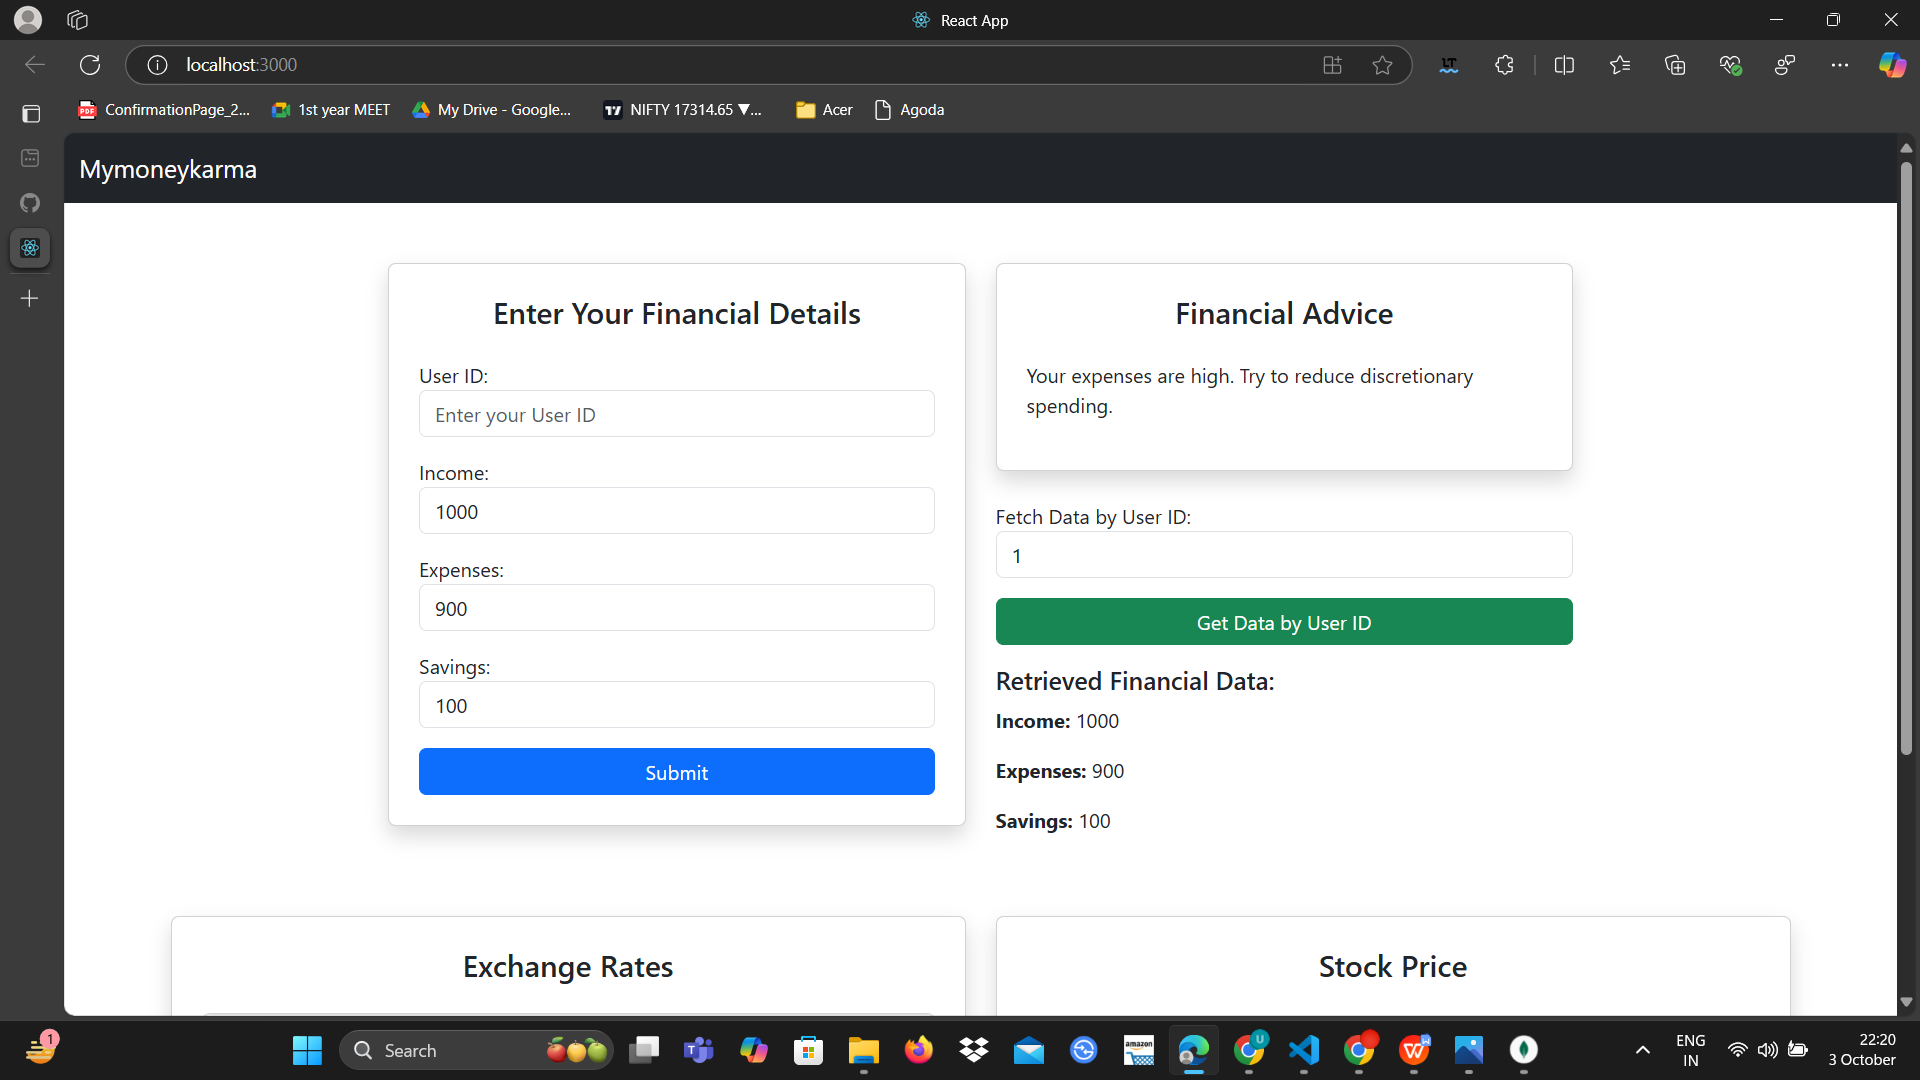 React App
localhost:3000
ConfirmationPage_2...
1st year MEET
My Drive - Google...
NIFTY 17314.65 ▼...
Acer
Agoda
Mymoneykarma
Enter Your Financial Details
User ID:
Enter your User ID
Income:
1000
Expenses:
900
Savings:
100
Submit
Financial Advice
Your expenses are high. Try to reduce discretionary
spending.
Fetch Data by User ID:
1
Get Data by User ID
Retrieved Financial Data:
Income: 1000
Expenses: 900
Savings: 100
Exchange Rates
Stock Price
1
Search
amazon
U
ENG
IN
22:20
3 October